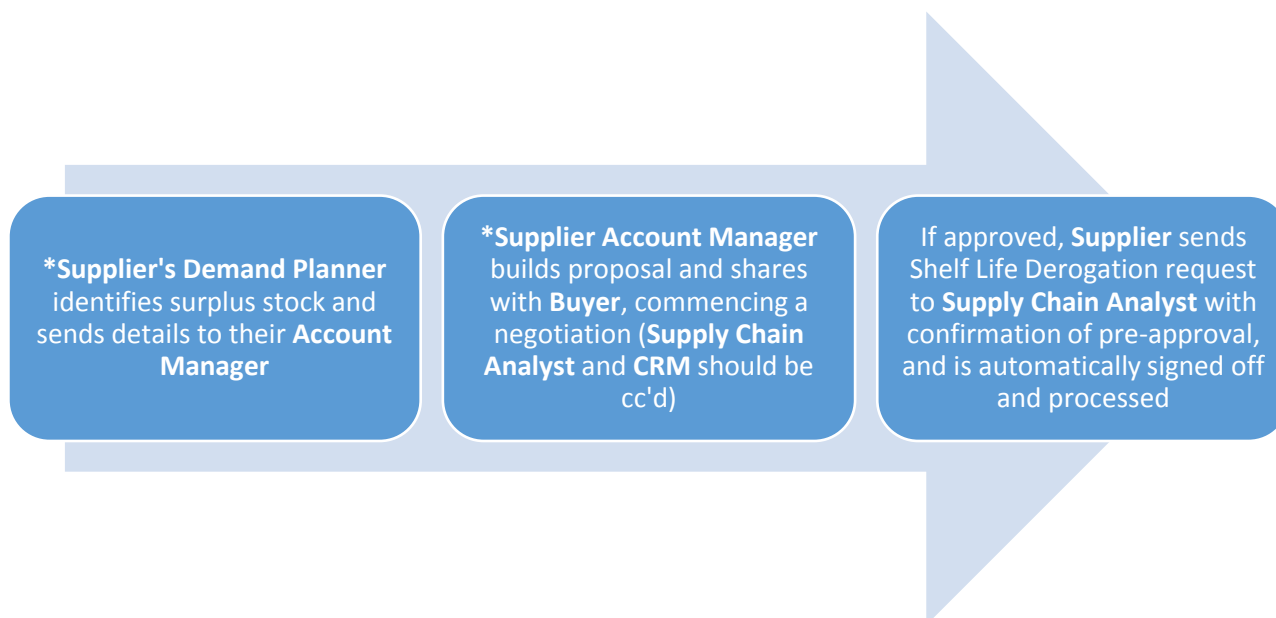 *Supplier's Demand Planner
identifies surplus stock and
sends details to their Account
Manager
*Supplier Account Manager
builds proposal and shares
with Buyer, commencing a
negotiation (Supply Chain
Analyst and CRM should be
cc'd)
If approved, Supplier sends
Shelf Life Derogation request
to Supply Chain Analyst with
confirmation of pre-approval,
and is automatically signed off
and processed